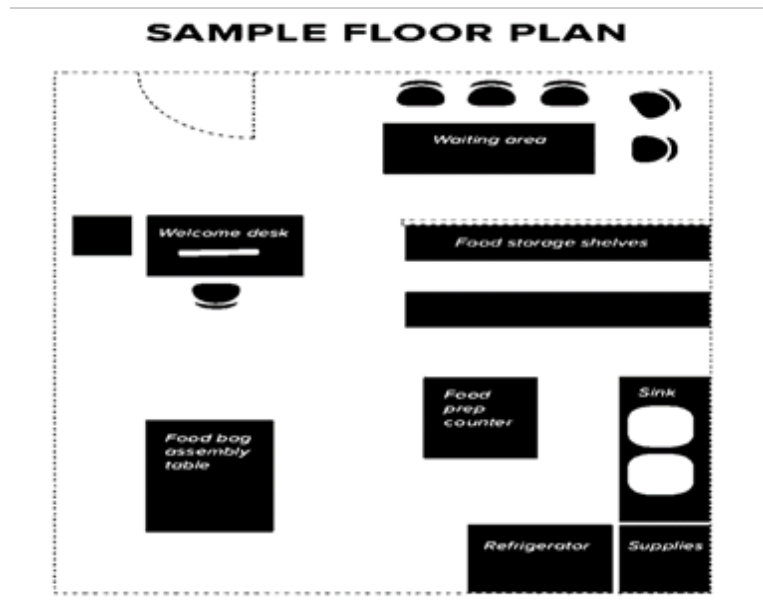 SAMPLE FLOOR PLAN
Waiting area
Welcome desk
Food storage shelves
Food
prep
counter
Sink
Food bag
assembly
table
Refrigerator
Supplies